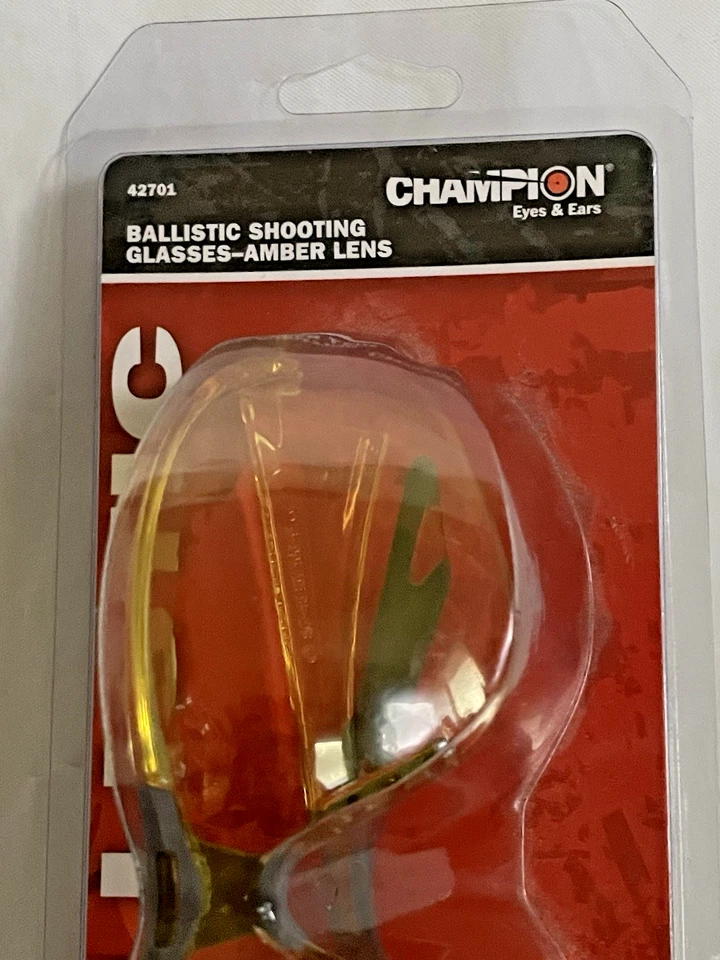 42701
CHAMPION®
Eyes & Ears
BALLISTIC SHOOTING
GLASSES–AMBER LENS